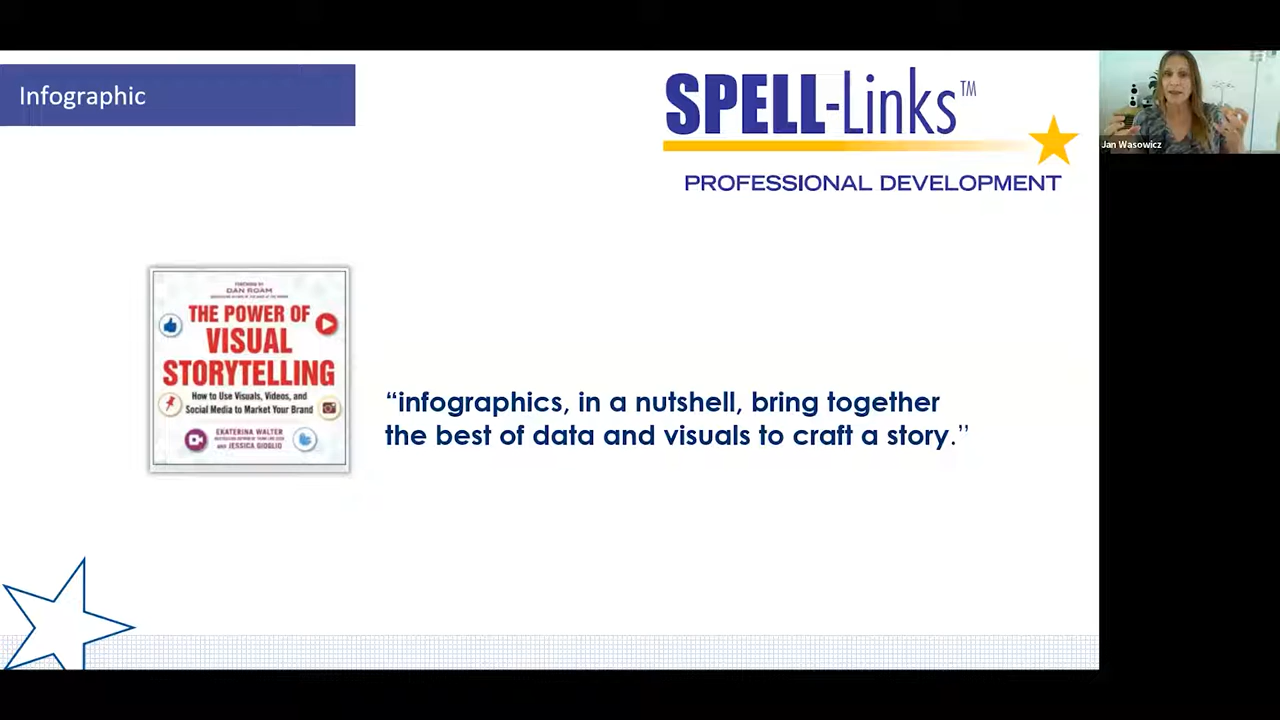 Infographic
SPELL-Links™
PROFESSIONAL DEVELOPMENT
Jan Wasowicz
FOREWORD BY
DAN ROAM
THE POWER OF
VISUAL
STORYTELLING
How to Use Visuals, Videos, and
Social Media to Market Your Brand
EKATERINA WALTER
AND JESSICA GIOGLIO
“infographics, in a nutshell, bring together
the best of data and visuals to craft a story.”